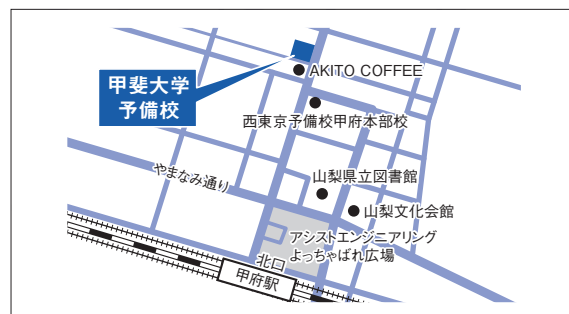 甲斐大学
予備校
AKITO COFFEE
西東京予備校甲府本部校
やまなみ通り
山梨県立図書館
山梨文化会館
アシストエンジニアリング
よっちゃばれ広場
北口
甲府駅